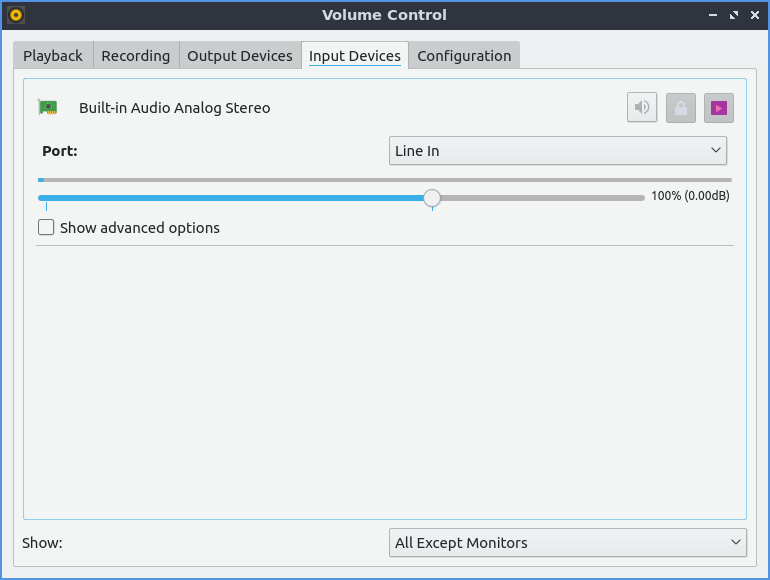 Volume Control
Playback Recording Output Devices Input Devices Configuration
Built-in Audio Analog Stereo
Port: Line In
100% (0.00dB)
Show advanced options
Show: All Except Monitors